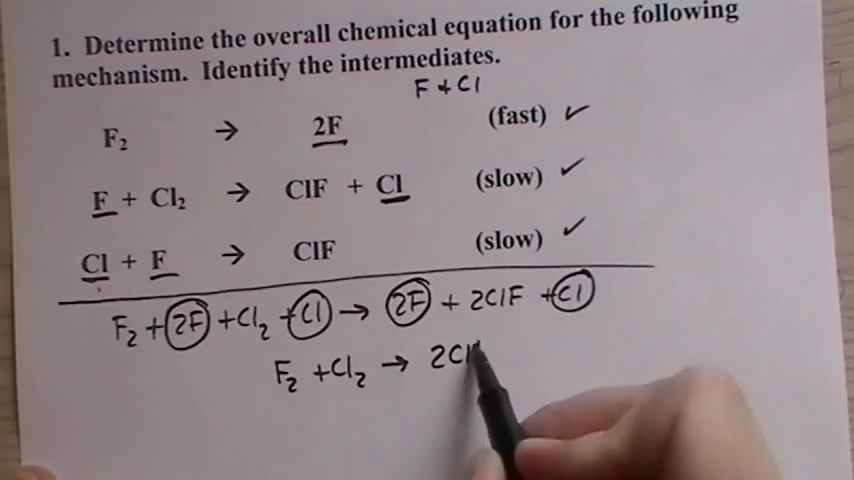 1. Determine the overall chemical equation for the following
mechanism. Identify the intermediates.
F + Cl
F₂ → 2F (fast) ✓
F + Cl₂ → ClF + Cl (slow) ✓
Cl + F → ClF (slow) ✓
F₂ + 2F + Cl₂ + Cl → 2F + 2ClF + Cl
F₂ + Cl₂ → 2Cl